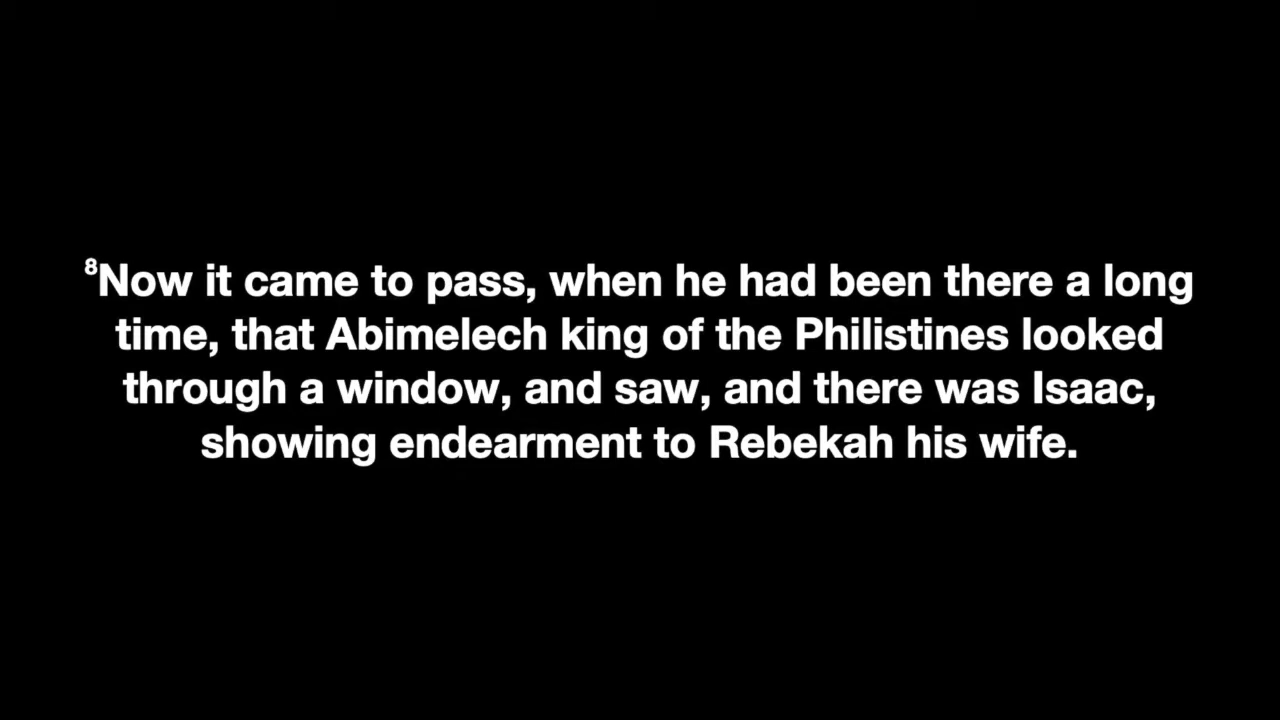 ⁸Now it came to pass, when he had been there a long
time, that Abimelech king of the Philistines looked
through a window, and saw, and there was Isaac,
showing endearment to Rebekah his wife.